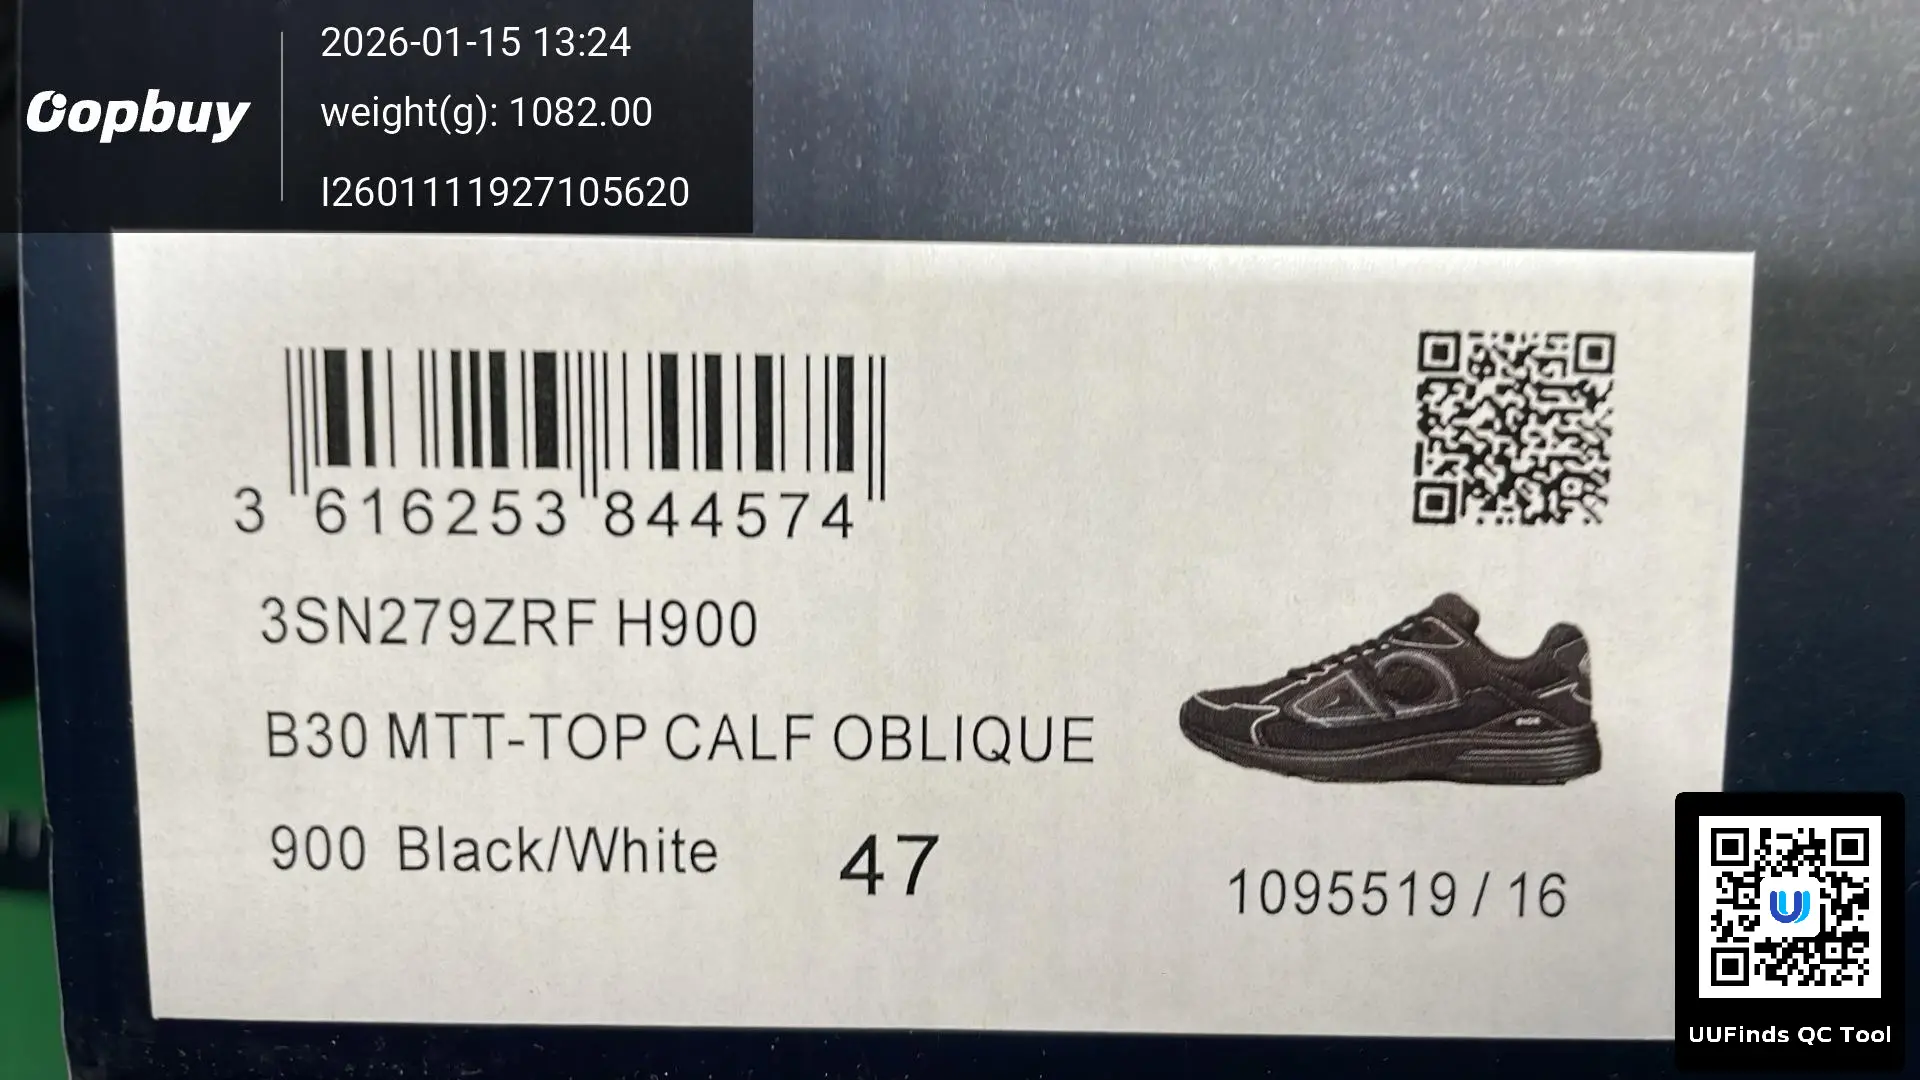 Oopbuy
2026-01-15 13:24
weight(g): 1082.00
I2601111927105620
3 616253 844574
3SN279ZRF H900
B30 MTT-TOP CALF OBLIQUE
900 Black/White 47
1095519 / 16
UUFinds QC Tool